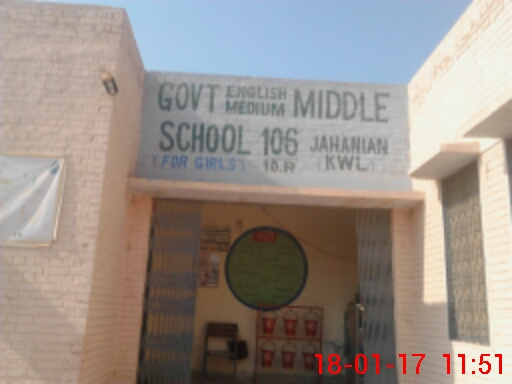 GOVT ENGLISH MEDIUM MIDDLE
SCHOOL 106 JAHANIAN
(FOR GIRLS) 10.R (KWL)
18-01-17 11:51